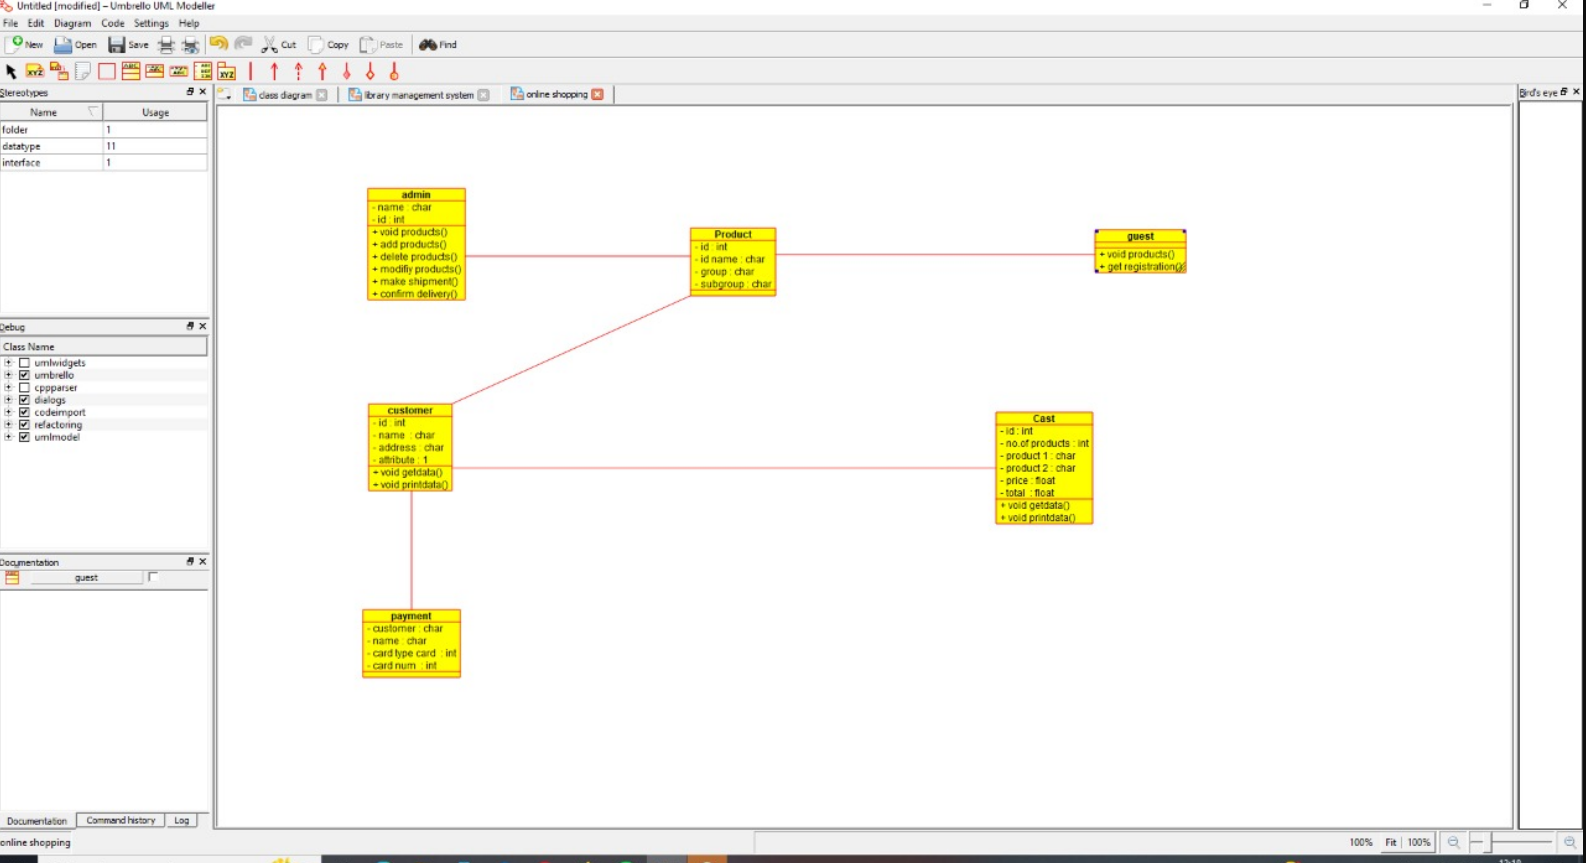 Untitled [modified] – Umbrello UML Modeller
File Edit Diagram Code Settings Help
New Open Save Cut Copy Paste Find
Stereotypes
class diagram library management system online shopping
Bird's eye
Name Usage
folder 1
datatype 11
interface 1
Debug
Class Name
umlwidgets
umbrello
cppparser
dialogs
codeimport
refactoring
umlmodel
Documentation
guest
Documentation Command history Log
admin
- name : char
- id : int
+ void products()
+ add products()
+ delete products()
+ modifiy products()
+ make shipment()
+ confirm delivery()
Product
- id : int
- id name : char
- group : char
- subgroup : char
guest
+ void products()
+ get registration()
customer
- id : int
- name : char
- address : char
- attribute : 1
+ void getdata()
+ void printdata()
Cast
- id : int
- no.of products : int
- product 1 : char
- product 2 : char
- price : float
- total : float
+ void getdata()
+ void printdata()
payment
- customer : char
- name : char
- card type card : int
- card num : int
online shopping
100% Fit 100%